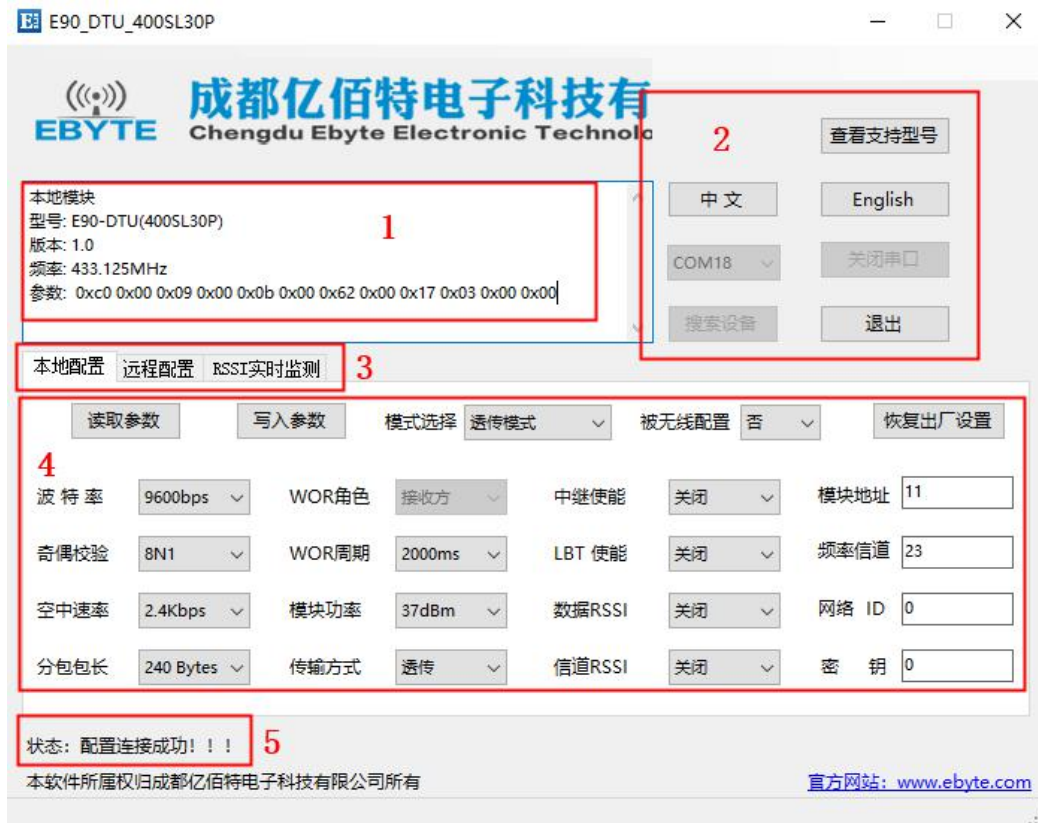 E90_DTU_400SL30P
EBYTE
成都亿佰特电子科技有
Chengdu Ebyte Electronic Technolo
2
查看支持型号
中 文
English
COM18
关闭串口
搜索设备
退出
本地模块
型号: E90-DTU(400SL30P)
版本: 1.0
频率: 433.125MHz
参数: 0xc0 0x00 0x09 0x00 0x0b 0x00 0x62 0x00 0x17 0x03 0x00 0x00
1
本地配置 远程配置 RSSI实时监测
3
读取参数 写入参数 模式选择 透传模式 被无线配置 否 恢复出厂设置
4
波 特 率 9600bps WOR角色 接收方 中继使能 关闭 模块地址 11
奇偶校验 8N1 WOR周期 2000ms LBT 使能 关闭 频率信道 23
空中速率 2.4Kbps 模块功率 37dBm 数据RSSI 关闭 网络 ID 0
分包包长 240 Bytes 传输方式 透传 信道RSSI 关闭 密 钥 0
状态: 配置连接成功！！！
5
本软件所属权归成都亿佰特电子科技有限公司所有
官方网站: www.ebyte.com